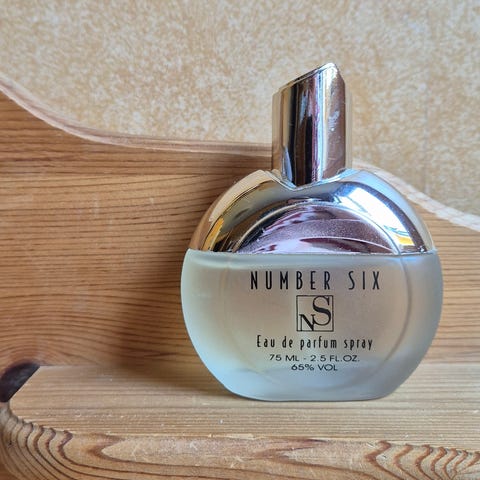 NUMBER SIX
NS
Eau de parfum spray
75 ML - 2.5 FL.OZ.
65% VOL